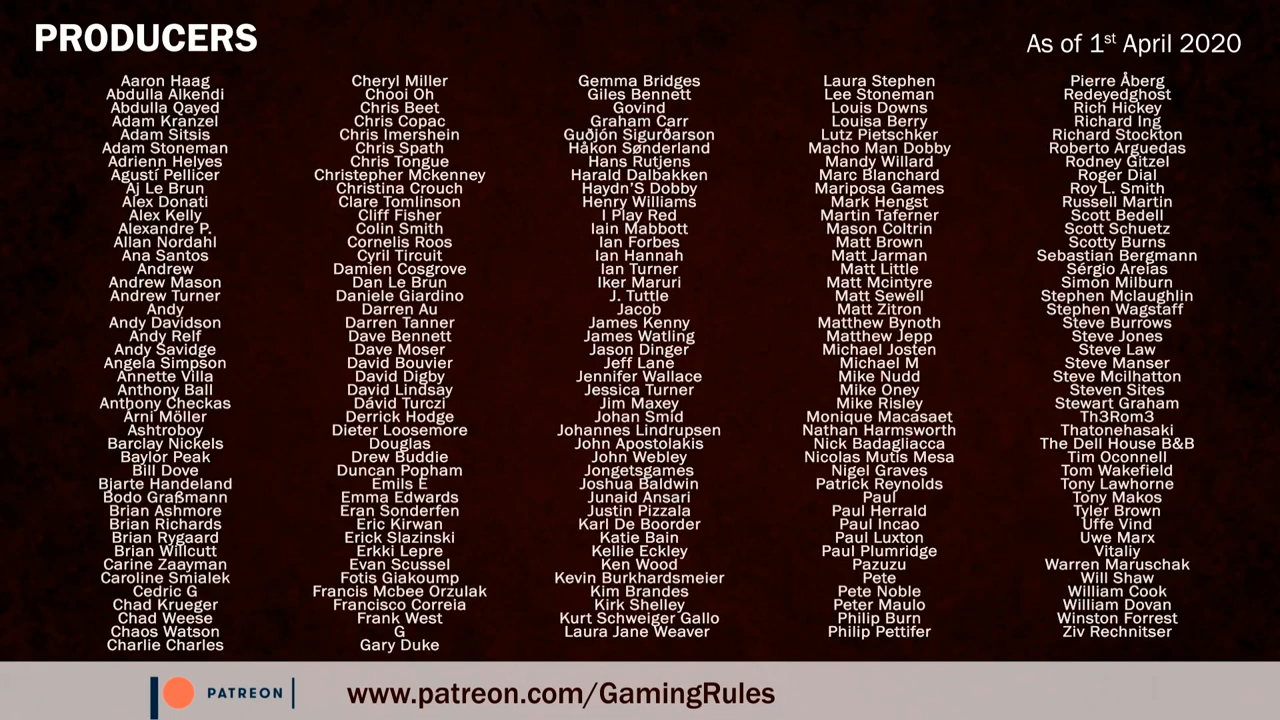 PRODUCERS
As of 1st April 2020
Aaron Haag
Abdulla Alkendi
Abdulla Qayed
Adam Kranzel
Adam Sitsis
Adam Stoneman
Adrienn Helyes
Agustí Pellicer
Aj Le Brun
Alex Donati
Alex Kelly
Alexandre P.
Allan Nordahl
Ana Santos
Andrew
Andrew Mason
Andrew Turner
Andy
Andy Davidson
Andy Relf
Andy Savidge
Angela Simpson
Annette Villa
Anthony Ball
Anthony Checkas
Arni Möller
Ashtroboy
Barclay Nickels
Baylor Peak
Bill Dove
Bjarte Handeland
Bodo Graßmann
Brian Ashmore
Brian Richards
Brian Rygaard
Brian Willcutt
Carine Zaayman
Caroline Smialek
Cedric G
Chad Krueger
Chad Weese
Chaos Watson
Charlie Charles
Cheryl Miller
Chooi Oh
Chris Beet
Chris Copac
Chris Imershein
Chris Spath
Chris Tongue
Christopher Mckenney
Christina Crouch
Clare Tomlinson
Cliff Fisher
Colin Smith
Cornelis Roos
Cyril Tircuit
Damien Cosgrove
Dan Le Brun
Daniele Giardino
Darren Au
Darren Tanner
Dave Bennett
Dave Moser
David Bouvier
David Digby
David Linsday
Dávid Turczi
Derrick Hodge
Dieter Loosemore
Douglas
Drew Buddie
Duncan Popham
Emils E
Emma Edwards
Eran Sonderfen
Eric Kirwan
Erick Slazinski
Erkki Lepre
Evan Scussel
Fotis Giakoump
Francis Mcbee Orzulak
Francisco Correia
Frank West
G
Gary Duke
Gemma Bridges
Giles Bennett
Govind
Graham Carr
Guðjón Sigurðarson
Håkon Sønderland
Hans Rutjens
Harald Dalbakken
Haydn'S Dobby
Henry Williams
I Play Red
Iain Mabbott
Ian Forbes
Ian Hannah
Ian Turner
Iker Maruri
J. Tuttle
Jacob
James Kenny
James Watling
Jason Dinger
Jeff Lane
Jennifer Wallace
Jessica Turner
Jim Maxey
Johan Smid
Johannes Lindrupsen
John Apostolakis
John Webley
Jongetsgames
Joshua Baldwin
Junaid Ansari
Justin Pizzala
Karl De Boorder
Katie Bain
Kellie Eckley
Ken Wood
Kevin Burkhardsmeier
Kim Brandes
Kirk Shelley
Kurt Schweiger Gallo
Laura Jane Weaver
Laura Stephen
Lee Stoneman
Louis Downs
Louisa Berry
Lutz Pietschker
Macho Man Dobby
Mandy Willard
Marc Blanchard
Mariposa Games
Mark Hengst
Martin Taferner
Mason Coltrin
Matt Brown
Matt Jarman
Matt Little
Matt Mcintyre
Matt Sewell
Matt Zitron
Matthew Bynoth
Matthew Jepp
Michael Josten
Michael M
Mike Nudd
Mike Oney
Mike Risley
Monique Macasaet
Nathan Harmsworth
Nick Badagliacca
Nicolas Mutis Mesa
Nigel Graves
Patrick Reynolds
Paul
Paul Herrald
Paul Incao
Paul Luxton
Paul Plumridge
Pazuzu
Pete
Pete Noble
Peter Maulo
Philip Burn
Philip Pettifer
Pierre Åberg
Redeyedghost
Rich Hickey
Richard Ing
Richard Stockton
Roberto Arguedas
Rodney Gitzel
Roger Dial
Roy L. Smith
Russell Martin
Scott Bedell
Scott Schuetz
Scotty Burns
Sebastian Bergmann
Sérgio Areias
Simon Milburn
Stephen Mclaughlin
Stephen Wagstaff
Steve Burrows
Steve Jones
Steve Law
Steve Manser
Steve Mcilhatton
Steven Sites
Stewart Graham
Th3Rom3
Thatonehasaki
The Dell House B&B
Tim Oconnell
Tom Wakefield
Tony Lawhorne
Tony Makos
Tyler Brown
Uffe Vind
Uwe Marx
Vitaliy
Warren Maruschak
Will Shaw
William Cook
William Dovan
Winston Forrest
Ziv Rechnitser
PATREON
www.patreon.com/GamingRules